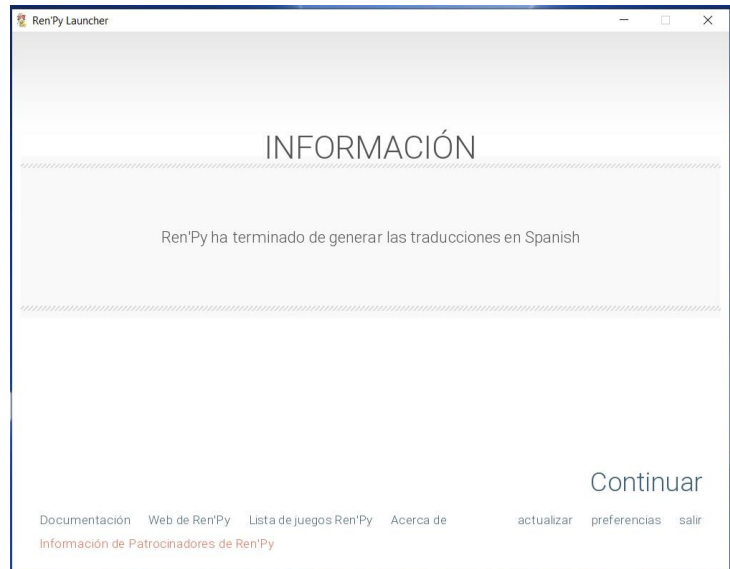 Ren'Py Launcher
INFORMACIÓN
Ren'Py ha terminado de generar las traducciones en Spanish
Continuar
Documentación Web de Ren'Py Lista de juegos Ren'Py Acerca de actualizar preferencias salir
Información de Patrocinadores de Ren'Py